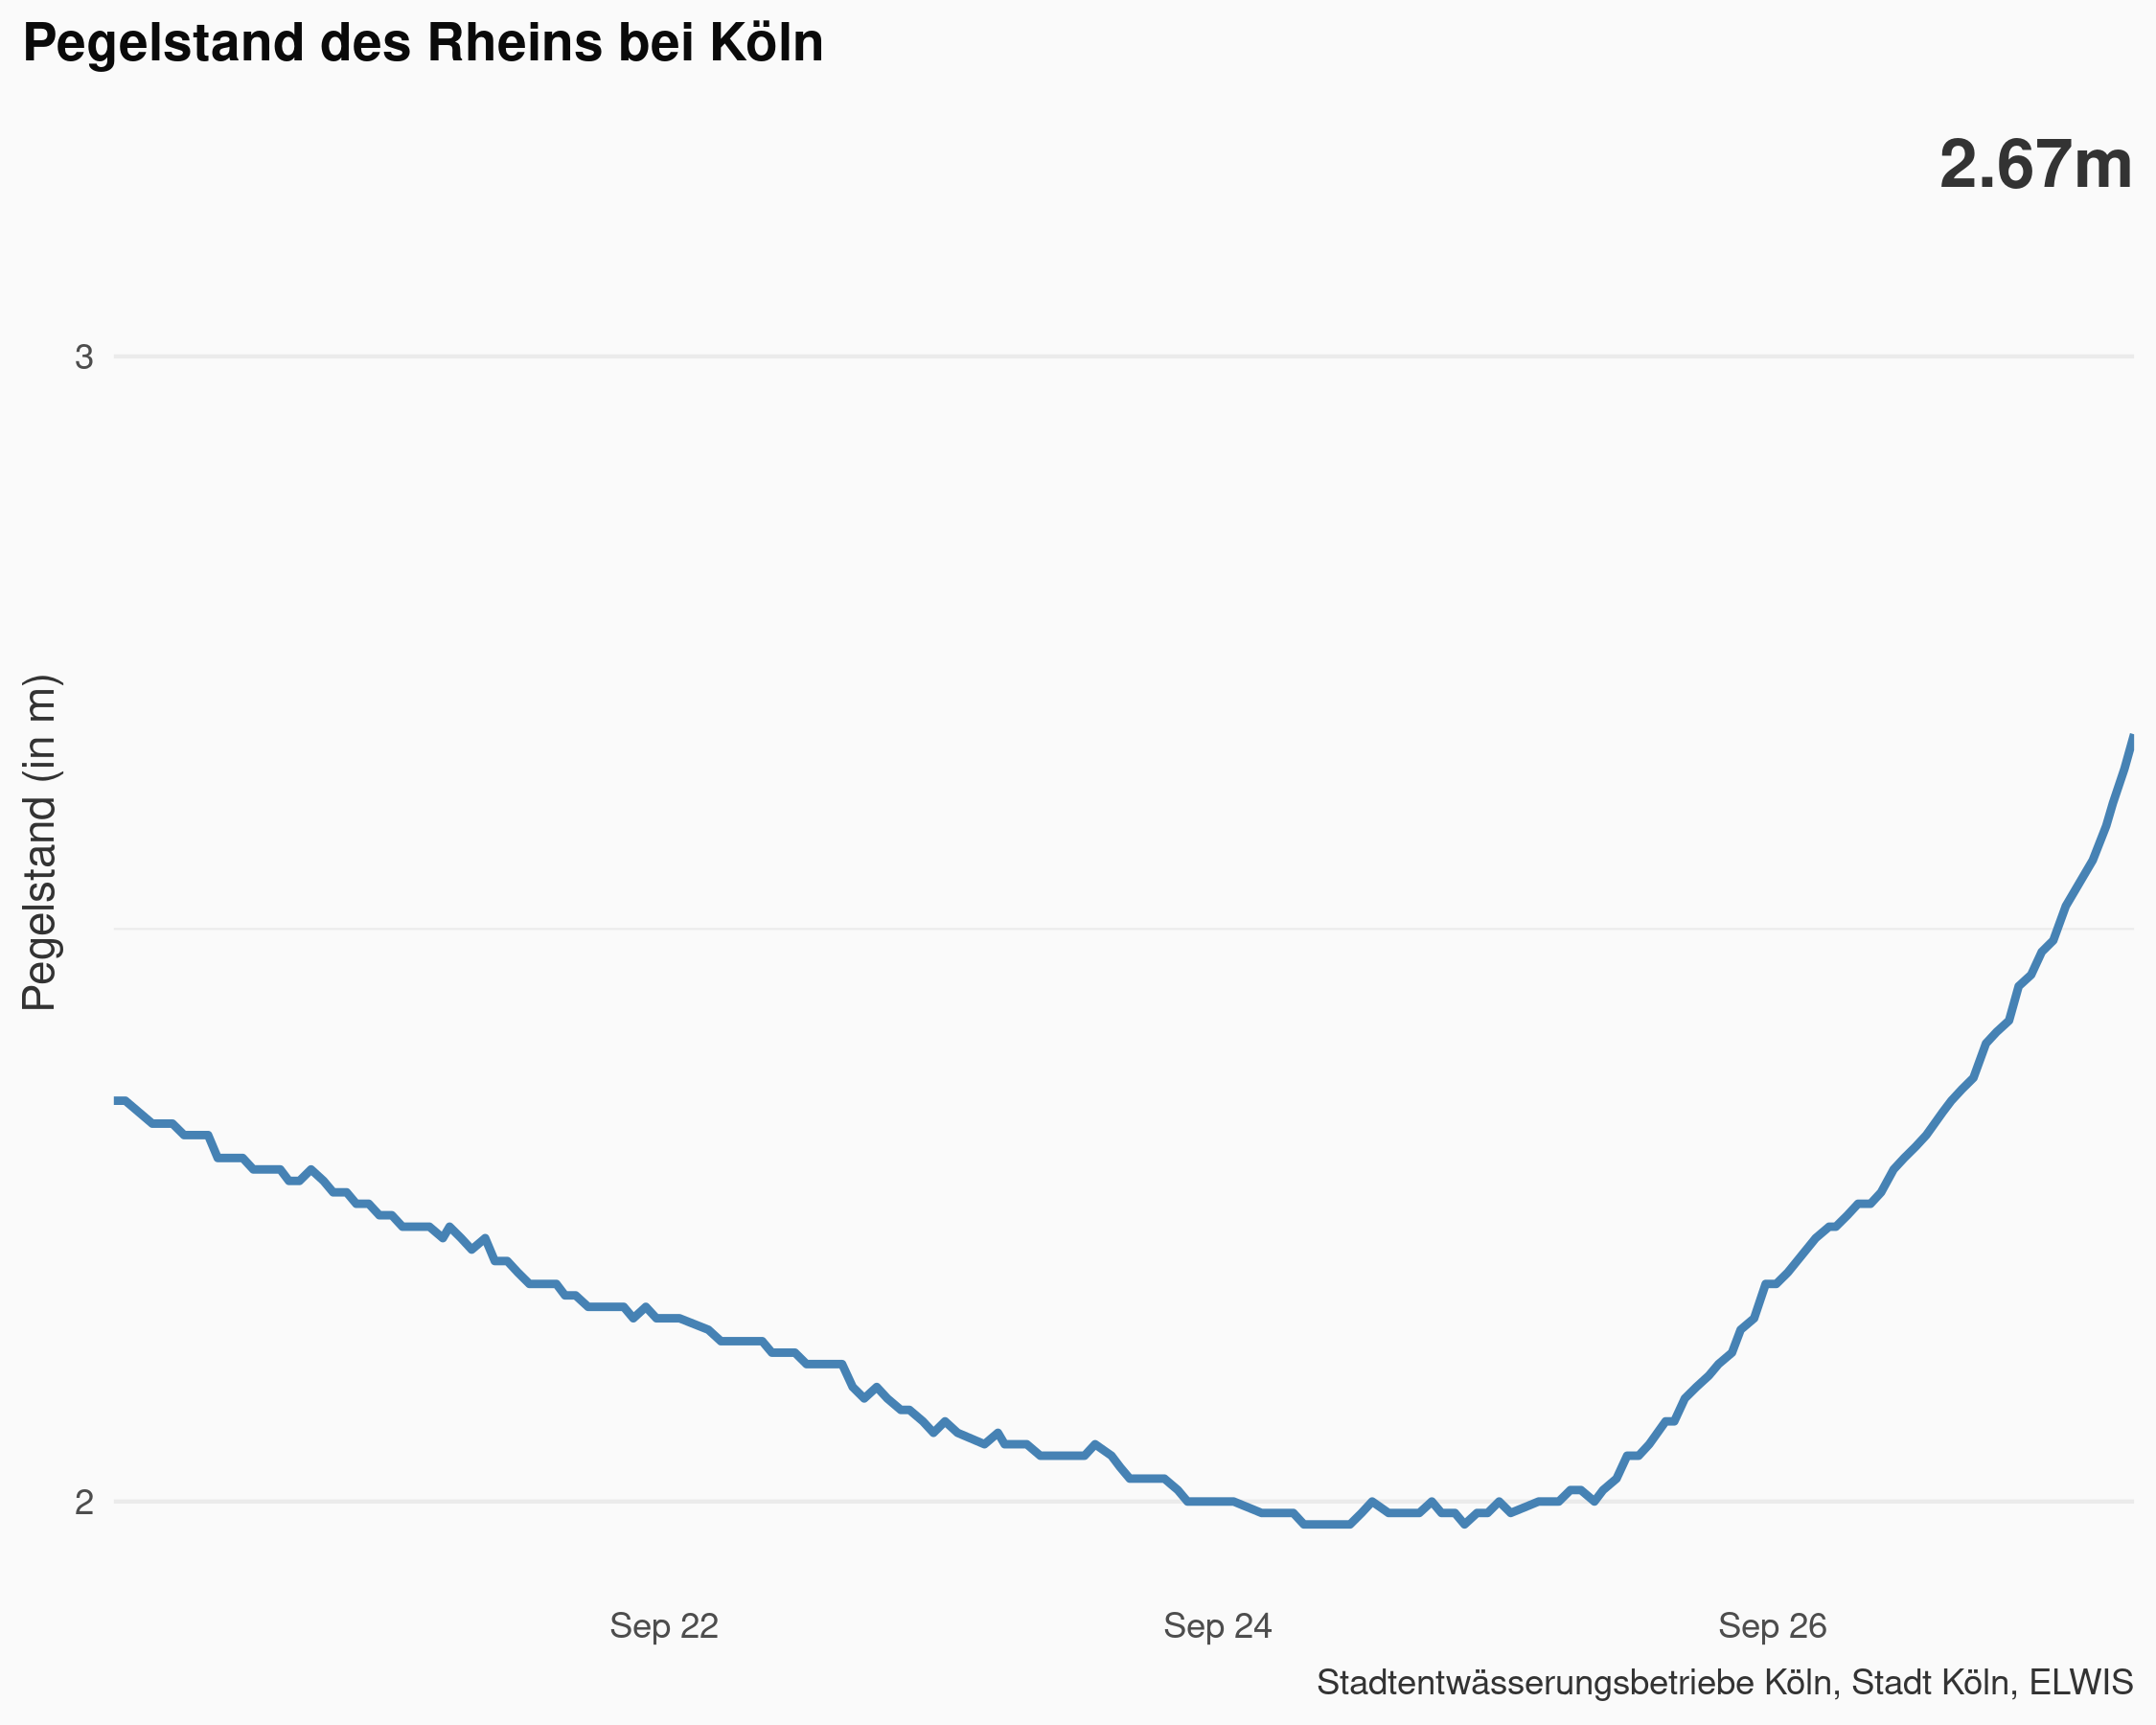 Pegelstand des Rheins bei Köln
2.67m
3
Pegelstand (in m)
2
Sep 22
Sep 24
Sep 26
Stadtentwässerungsbetriebe Köln, Stadt Köln, ELWIS